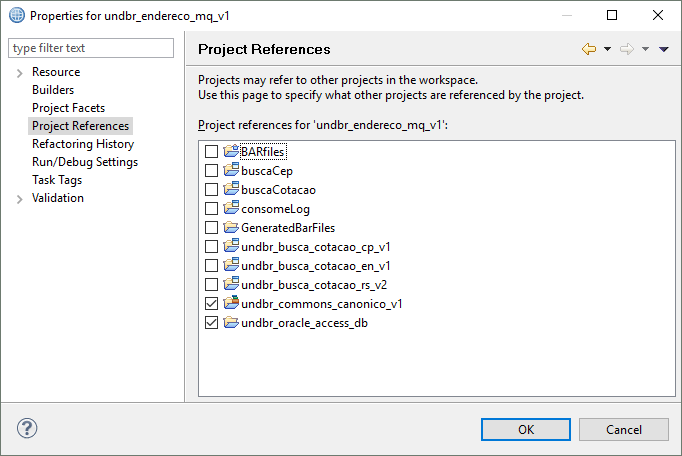 Properties for undbr_endereco_mq_v1
type filter text
Resource
Builders
Project Facets
Project References
Refactoring History
Run/Debug Settings
Task Tags
Validation
Project References
Projects may refer to other projects in the workspace.
Use this page to specify what other projects are referenced by the project.
Project references for 'undbr_endereco_mq_v1':
BARfiles
buscaCep
buscaCotacao
consomeLog
GeneratedBarFiles
undbr_busca_cotacao_cp_v1
undbr_busca_cotacao_en_v1
undbr_busca_cotacao_rs_v2
undbr_commons_canonico_v1
undbr_oracle_access_db
?
OK
Cancel